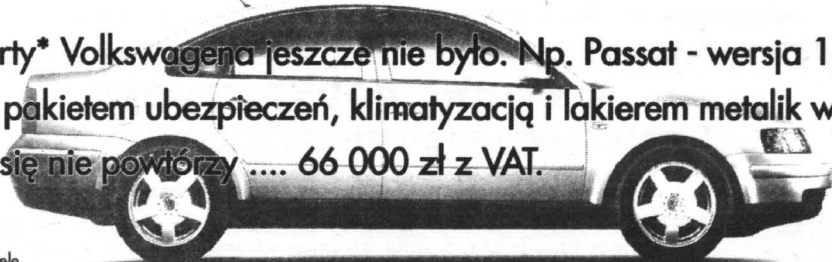 rty* Volkswagena jeszcze nie było. Np. Passat - wersja 1
pakietem ubezpieczeń, klimatyzacją i lakierem metalik w
się nie powtórzy .... 66 000 zł z VAT.
ele